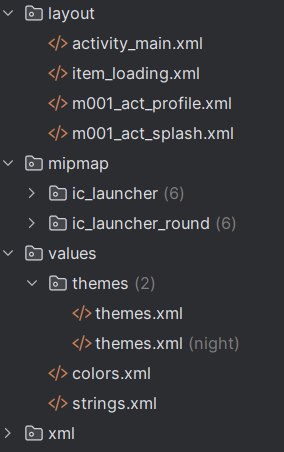 layout
</> activity_main.xml
</> item_loading.xml
</> m001_act_profile.xml
</> m001_act_splash.xml
mipmap
ic_launcher (6)
ic_launcher_round (6)
values
themes (2)
</> themes.xml
</> themes.xml (night)
</> colors.xml
</> strings.xml
xml